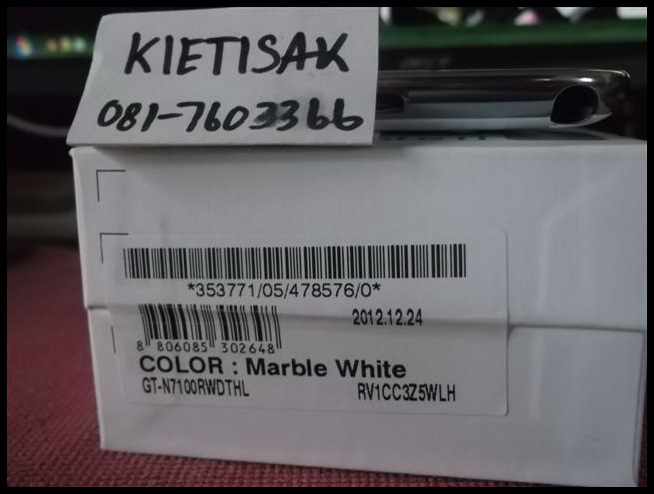 KIETISAK
081-7603366
*353771/05/478576/0*
2012.12.24
8 806085 302648
COLOR : Marble White
GT-N7100RWDTHL RV1CC3Z5WLH